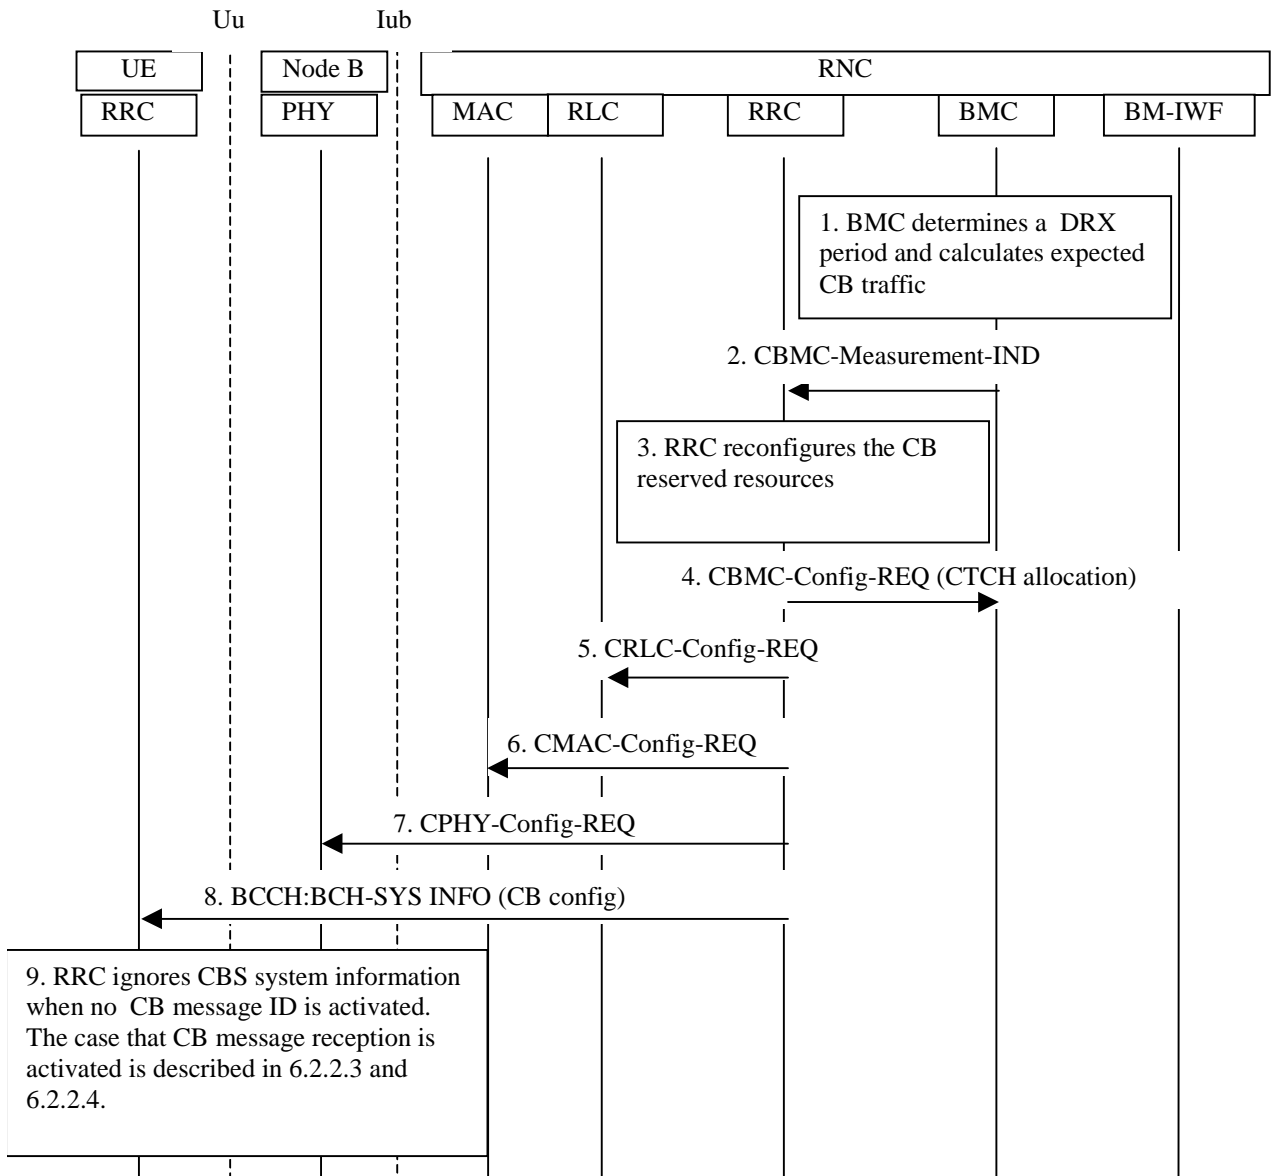 Uu Iub
UE Node B RNC
RRC PHY MAC RLC RRC BMC BM-IWF
1. BMC determines a DRX
period and calculates expected
CB traffic
2. CBMC-Measurement-IND
3. RRC reconfigures the CB
reserved resources
4. CBMC-Config-REQ (CTCH allocation)
5. CRLC-Config-REQ
6. CMAC-Config-REQ
7. CPHY-Config-REQ
8. BCCH:BCH-SYS INFO (CB config)
9. RRC ignores CBS system information
when no CB message ID is activated.
The case that CB message reception is
activated is described in 6.2.2.3 and
6.2.2.4.